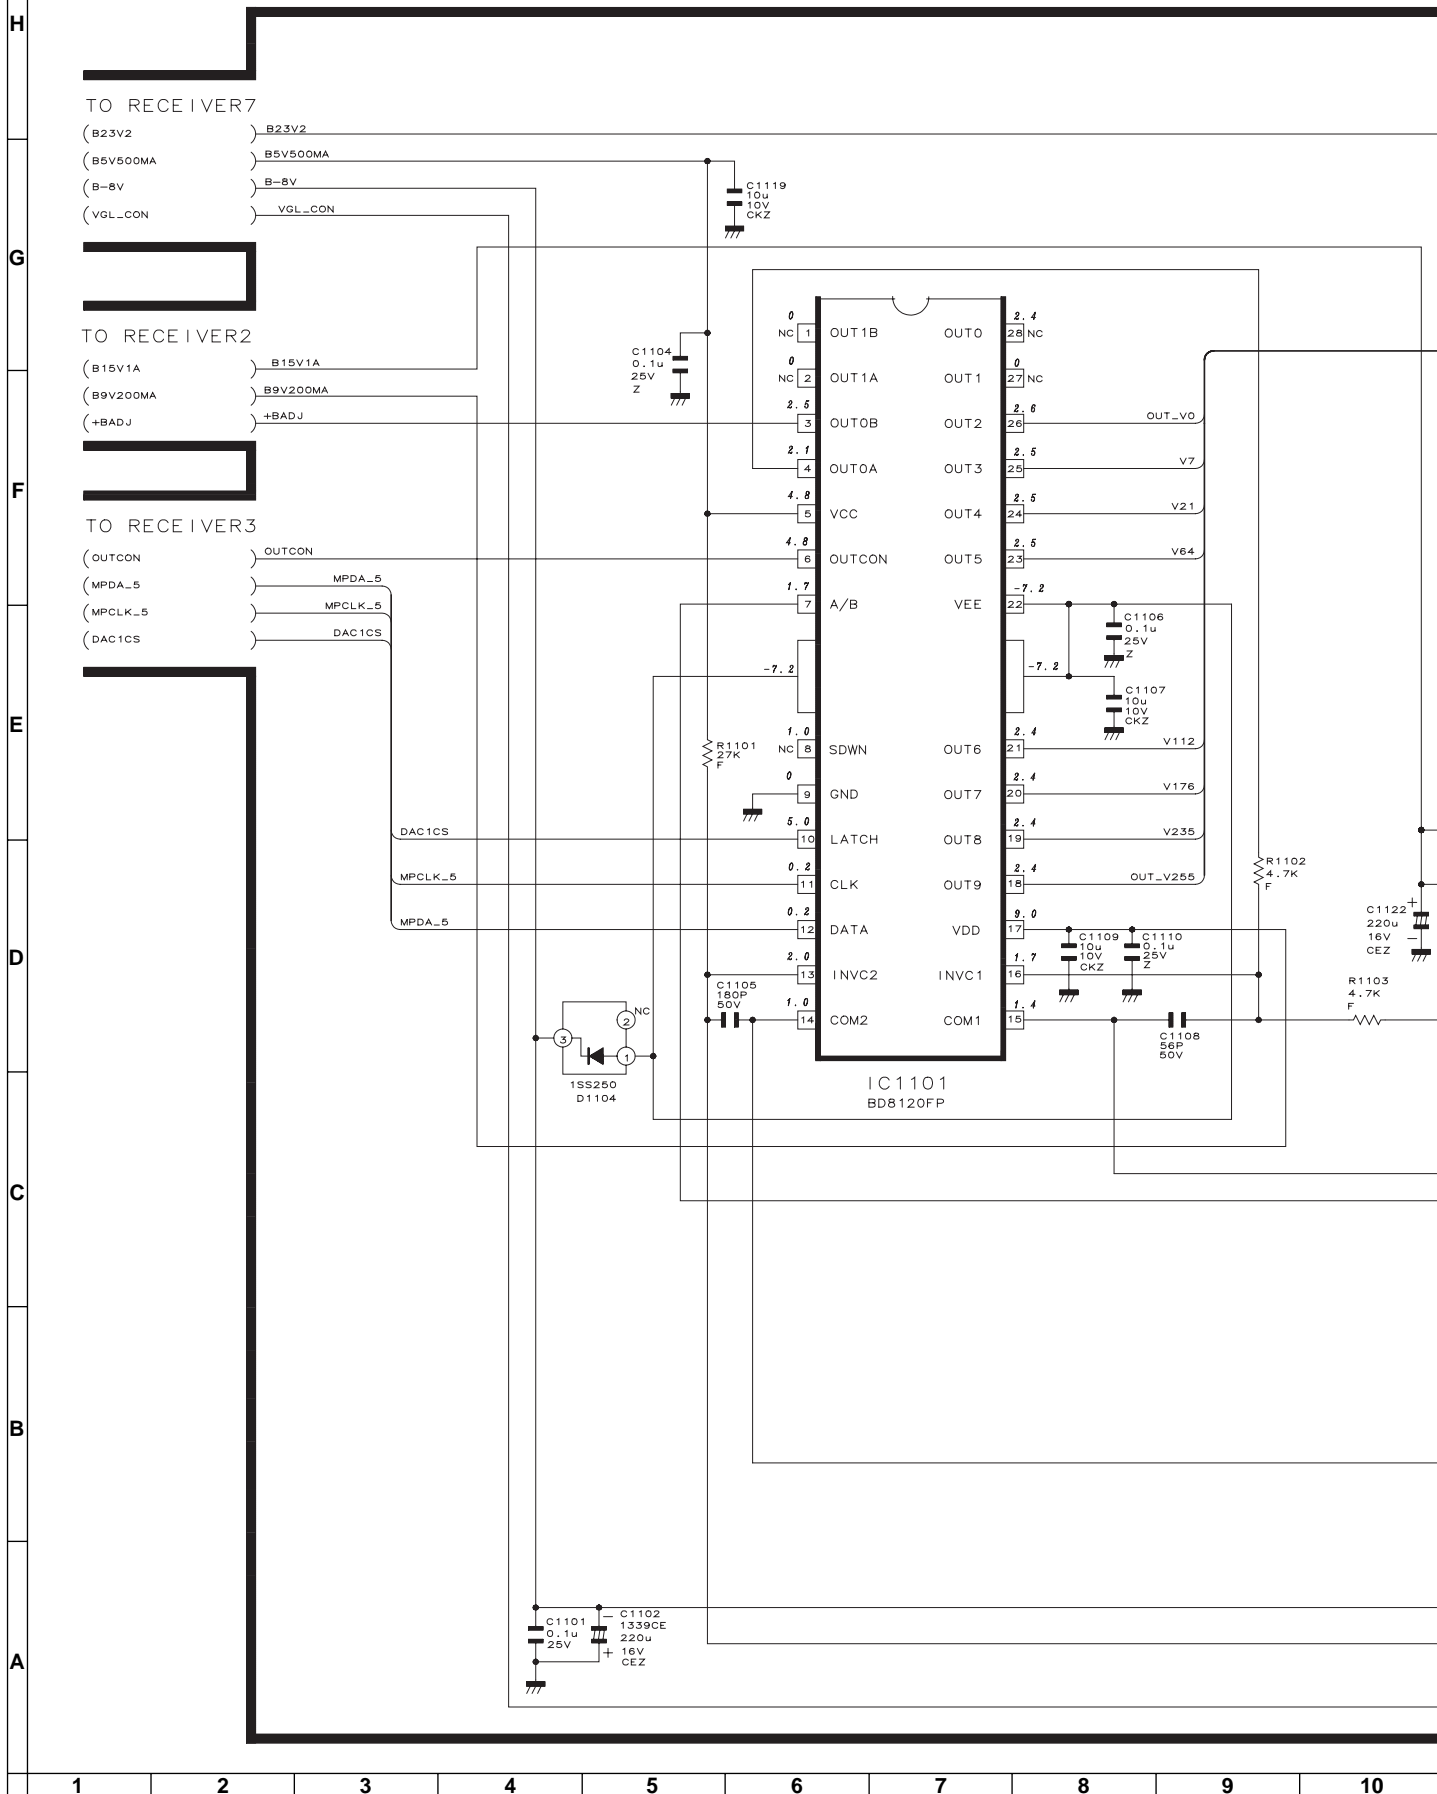 H
TO RECEIVER7
(B23V2 ) B23V2
(B5V500MA ) B5V500MA
(B-8V ) B-8V
(VGL_CON ) VGL_CON
C1119
10u
10V
CKZ
G
TO RECEIVER2
(B15V1A ) B15V1A
(B9V200MA ) B9V200MA
(+BADJ ) +BADJ
C1104
0.1u
25V
Z
F
TO RECEIVER3
(OUTCON ) OUTCON
(MPDA_5 ) MPDA_5
(MPCLK_5 ) MPCLK_5
(DAC1CS ) DAC1CS
0
NC 1 OUT1B
0
NC 2 OUT1A
2.5
3 OUT0B
2.1
4 OUT0A
4.8
5 VCC
4.8
6 OUTCON
1.7
7 A/B
-7.2
1.0
NC 8 SDWN
0
9 GND
5.0
DAC1CS 10 LATCH
0.2
MPCLK_5 11 CLK
0.2
MPDA_5 12 DATA
2.0
13 INVC2
1.0
14 COM2
2.4
OUT0 28 NC
0
OUT1 27 NC
2.6
OUT2 26 OUT_V0
2.5
OUT3 25 V7
2.5
OUT4 24 V21
2.5
OUT5 23 V64
-7.2
VEE 22
C1106
0.1u
25V
Z
-7.2
C1107
10u
10V
CKZ
2.4
OUT6 21 V112
2.4
OUT7 20 V176
2.4
OUT8 19 V235
2.4
OUT9 18 OUT_V255
9.0
VDD 17
1.7
INVC1 16
1.4
COM1 15
IC1101
BD8120FP
E
R1101
27K
F
R1102
4.7K
F
C1122
220u
16V
CEZ
+
−
D
C1109
10u
10V
CKZ
C1110
0.1u
25V
Z
R1103
4.7K
F
C1105
180P
50V
C1108
56P
50V
NC
2
3
1
1SS250
D1104
C
B
C1101
0.1u
25V
−
C1102
1339CE
220u
+ 16V
CEZ
A
1 2 3 4 5 6 7 8 9 10